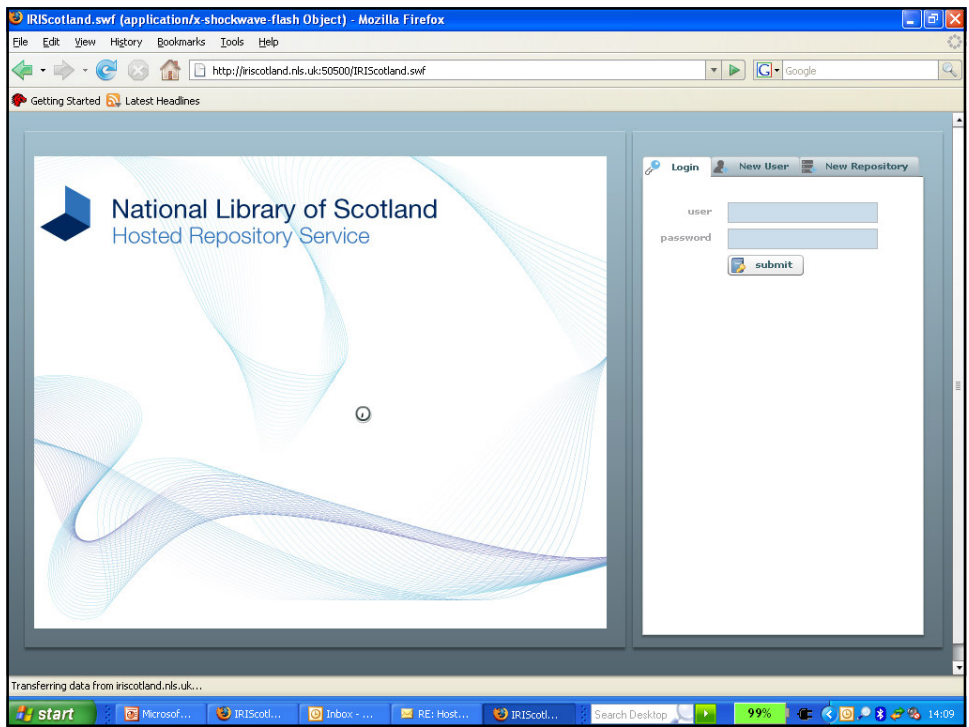 IRIScotland.swf (application/x-shockwave-flash Object) - Mozilla Firefox
File Edit View History Bookmarks Tools Help
http://iriscotland.nls.uk:50500/IRIScotland.swf
G Google
Getting Started Latest Headlines
National Library of Scotland
Hosted Repository Service
Login New User New Repository
user
password
submit
Transferring data from iriscotland.nls.uk...
start Microsof... IRIScotl... Inbox - ... RE: Host... IRIScotl... Search Desktop 99% 14:09